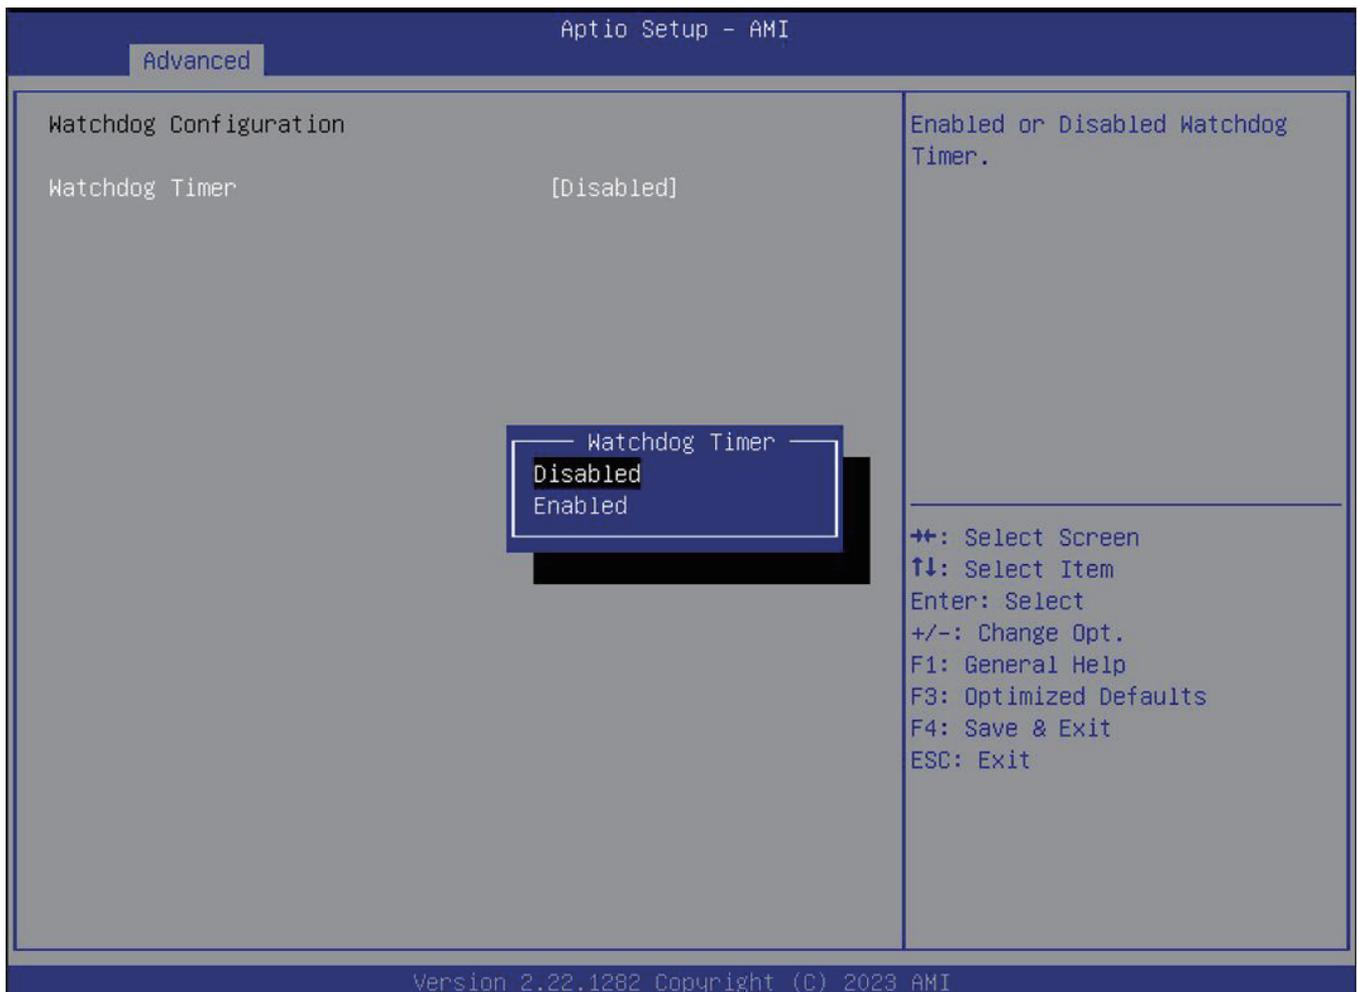 Aptio Setup – AMI
Advanced
Watchdog Configuration
Watchdog Timer [Disabled]
Enabled or Disabled Watchdog
Timer.
Watchdog Timer
Disabled
Enabled
→←: Select Screen
↑↓: Select Item
Enter: Select
+/-: Change Opt.
F1: General Help
F3: Optimized Defaults
F4: Save & Exit
ESC: Exit
Version 2.22.1282 Copyright (C) 2023 AMI